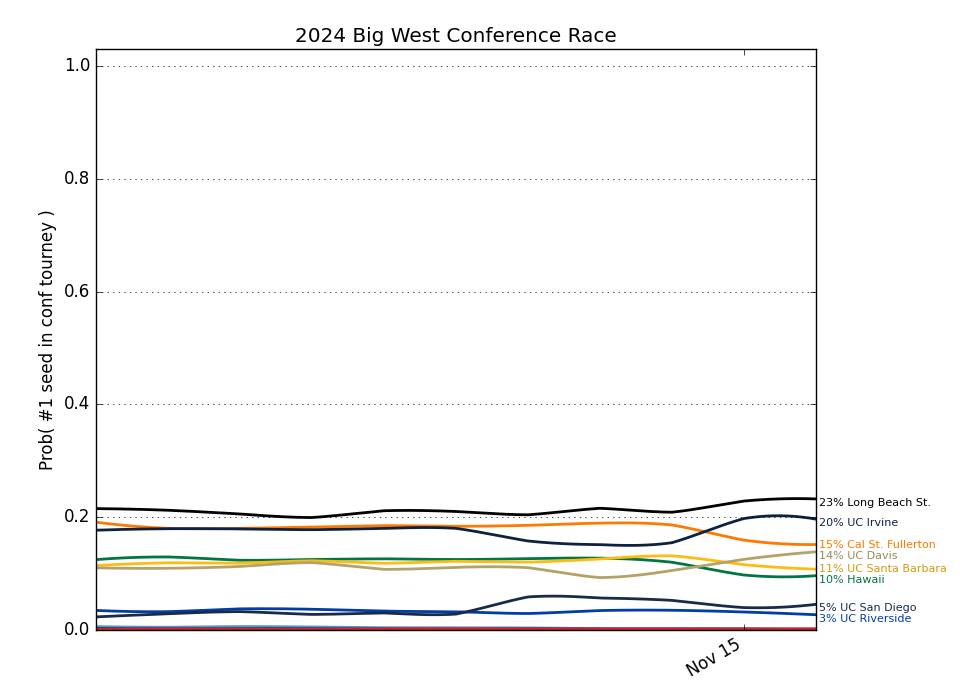 2024 Big West Conference Race
Prob( #1 seed in conf tourney )
1.0
0.8
0.6
0.4
0.2
0.0
Nov 15
23% Long Beach St.
20% UC Irvine
15% Cal St. Fullerton
14% UC Davis
11% UC Santa Barbara
10% Hawaii
5% UC San Diego
3% UC Riverside